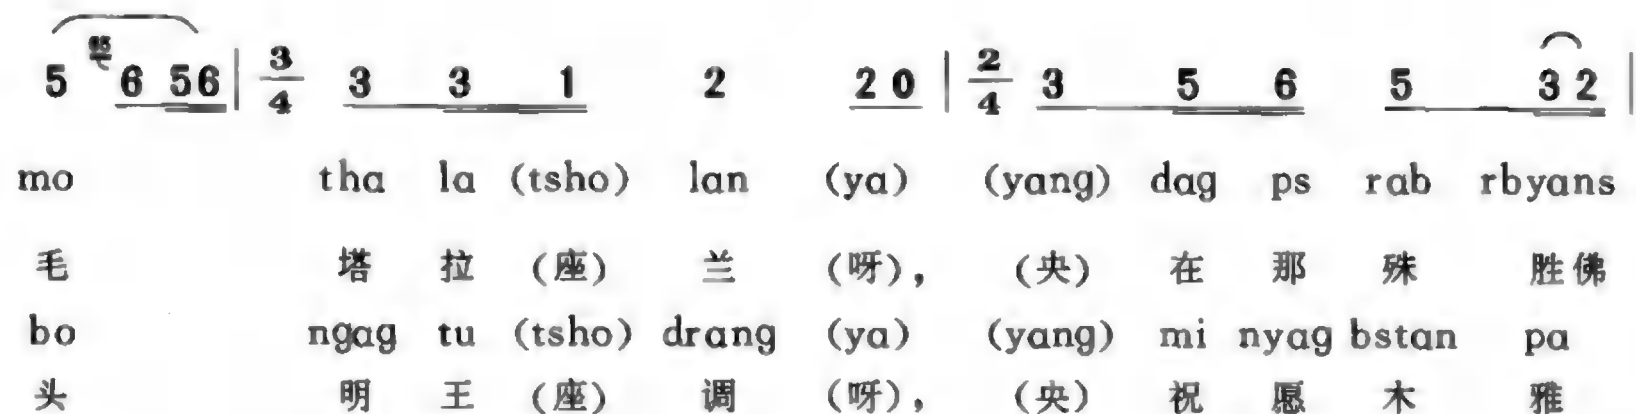 5 65 6 56 | 3/4 3 3 1 2 2 0 | 2/4 3 5 6 5 3 2 |
mo tha la (tsho) lan (ya) (yang) dag ps rab rbyans
毛 塔 拉 (座) 兰 (呀), (央) 在 那 殊 胜佛
bo ngag tu (tsho) drang (ya) (yang) mi nyag bstan pa
头 明 王 (座) 调 (呀), (央) 祝 愿 木 雅